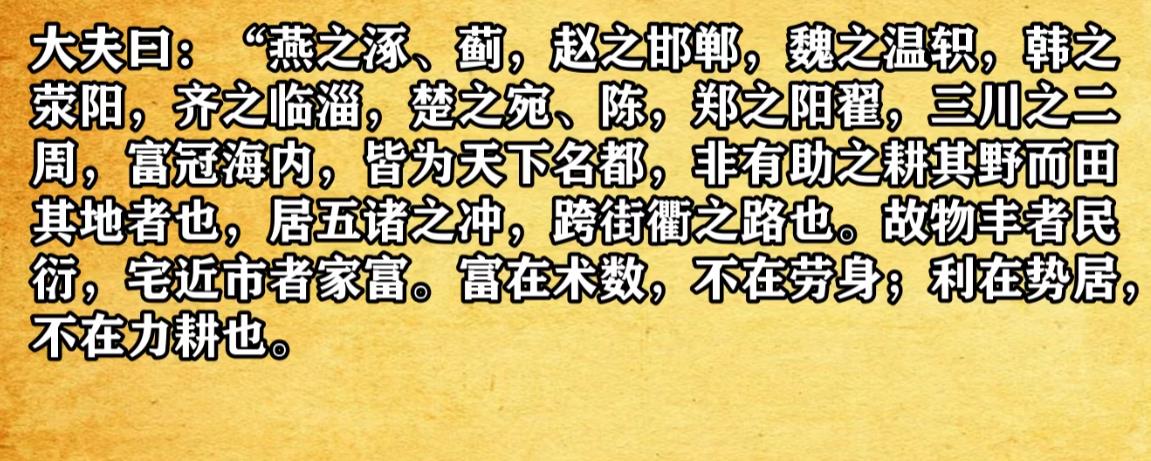 大夫曰：“燕之涿、蓟，赵之邯郸，魏之温轵，韩之
荥阳，齐之临淄，楚之宛、陈，郑之阳翟，三川之二
周，富冠海内，皆为天下名都，非有助之耕其野而田
其地者也，居五诸之冲，跨街衢之路也。故物丰者民
衍，宅近市者家富。富在术数，不在劳身；利在势居，
不在力耕也。